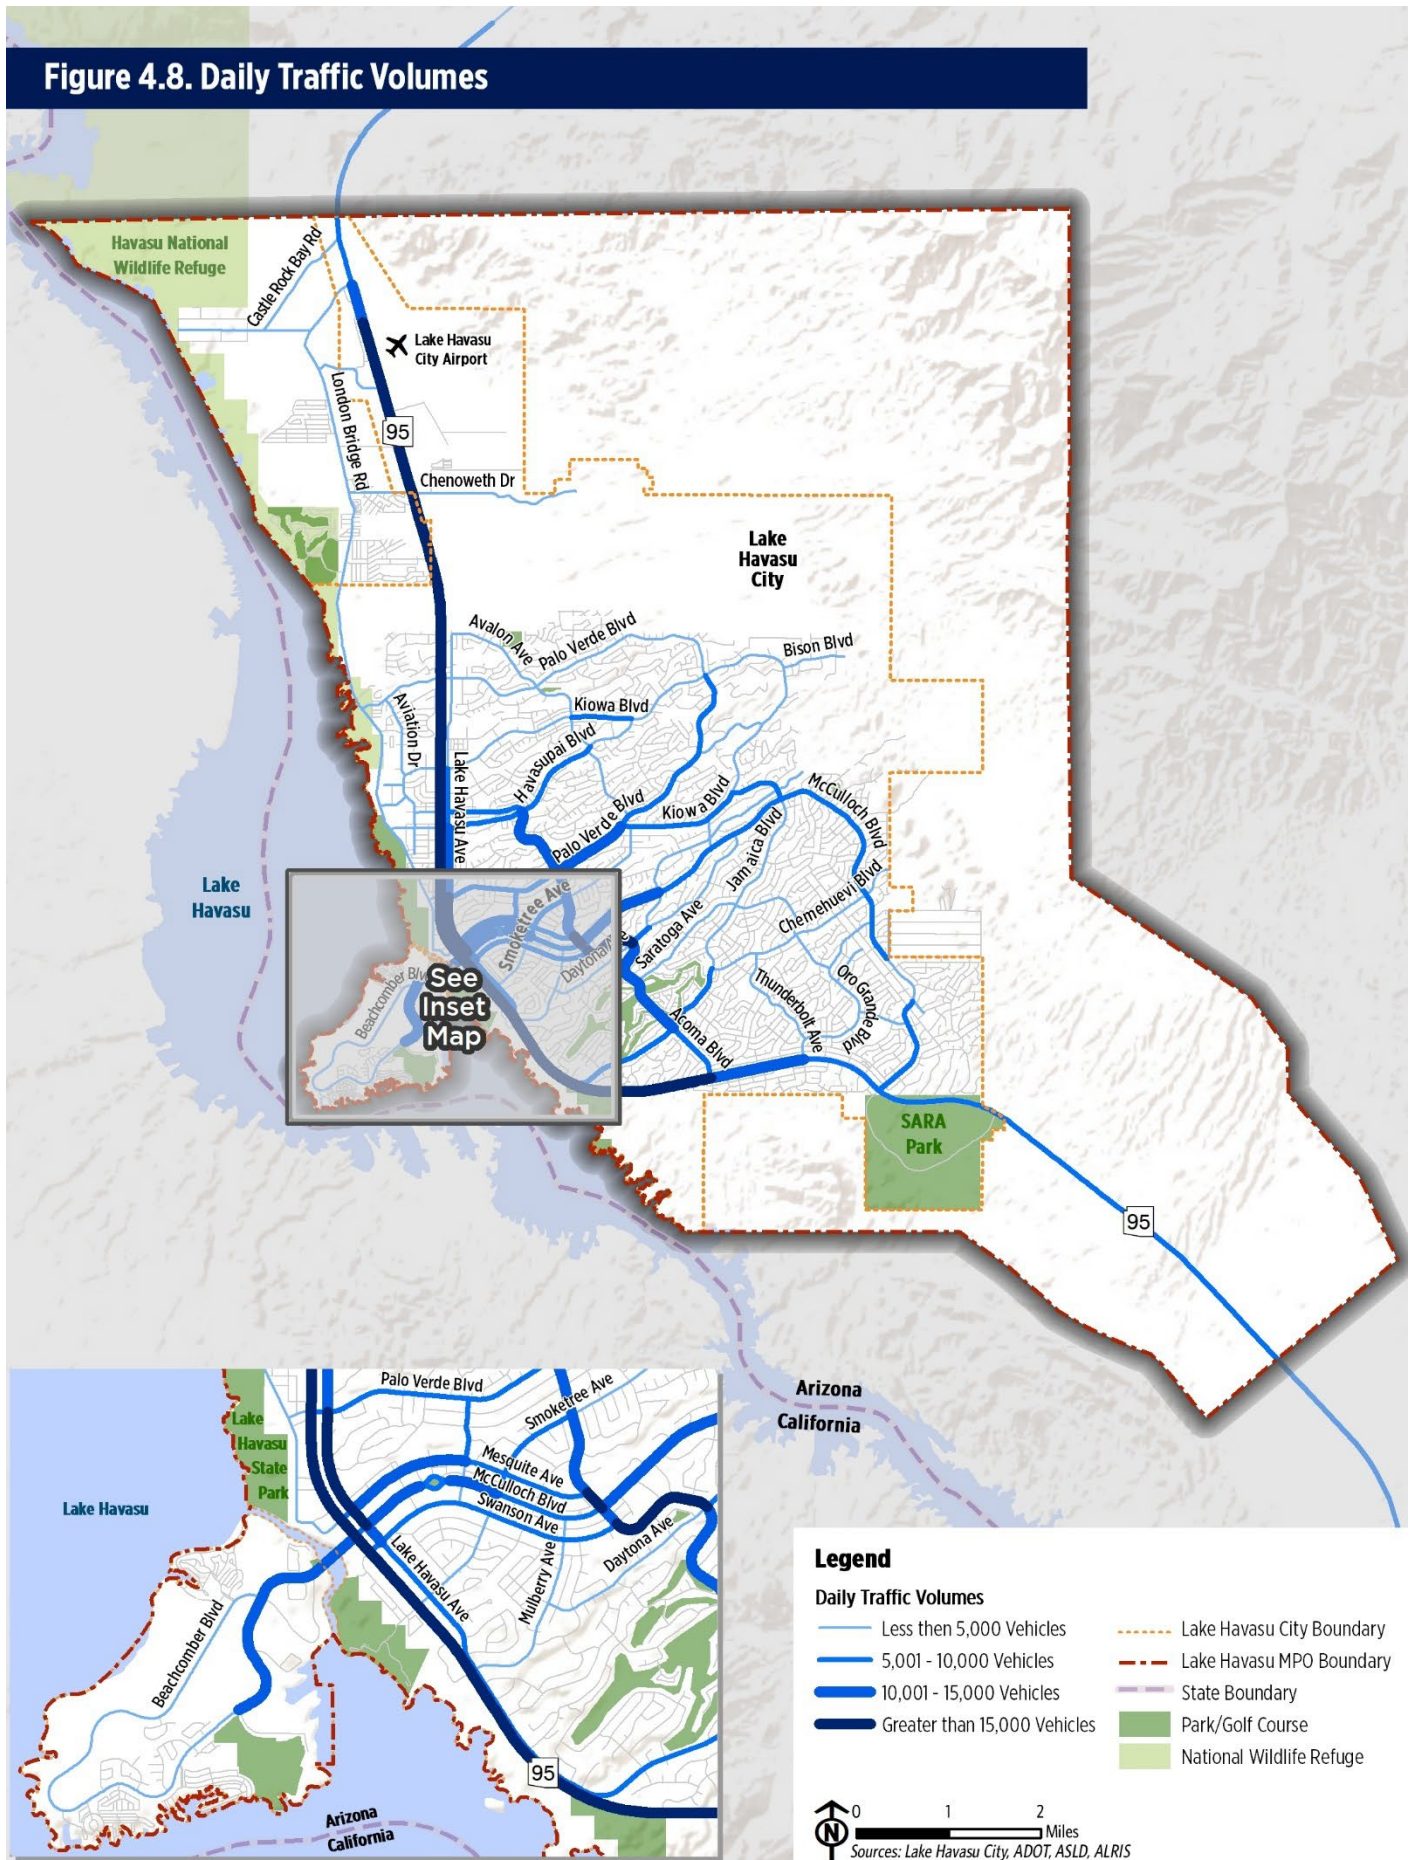 Figure 4.8. Daily Traffic Volumes
Havasu National
Wildlife Refuge
Castle Rock Bay Rd
Lake Havasu
City Airport
London Bridge Rd
95
Chenoweth Dr
Lake
Havasu
City
Avalon Ave
Palo Verde Blvd
Bison Blvd
Aviation Dr
Kiowa Blvd
Lake Havasu Ave
Havasupai Blvd
Palo Verde Blvd
Kiowa Blvd
McCulloch Blvd
Jamaica Blvd
Lake
Havasu
Smoketree Ave
Chemehuevi Blvd
Saratoga Ave
Daytona
Beachcomber Blv
See
Inset
Map
Thunderbolt Ave
Oro Grande Blvd
Acoma Blvd
SARA
Park
95
Arizona
California
Palo Verde Blvd
Smoketree Ave
Lake
Havasu
State
Park
Mesquite Ave
McCulloch Blvd
Swanson Ave
Lake Havasu
Daytona Ave
Lake Havasu Ave
Mulberry Ave
Beachcomber Blvd
95
Arizona
California
Legend
Daily Traffic Volumes
Less then 5,000 Vehicles
5,001 - 10,000 Vehicles
10,001 - 15,000 Vehicles
Greater than 15,000 Vehicles
Lake Havasu City Boundary
Lake Havasu MPO Boundary
State Boundary
Park/Golf Course
National Wildlife Refuge
N
0 1 2
Miles
Sources: Lake Havasu City, ADOT, ASLD, ALRIS